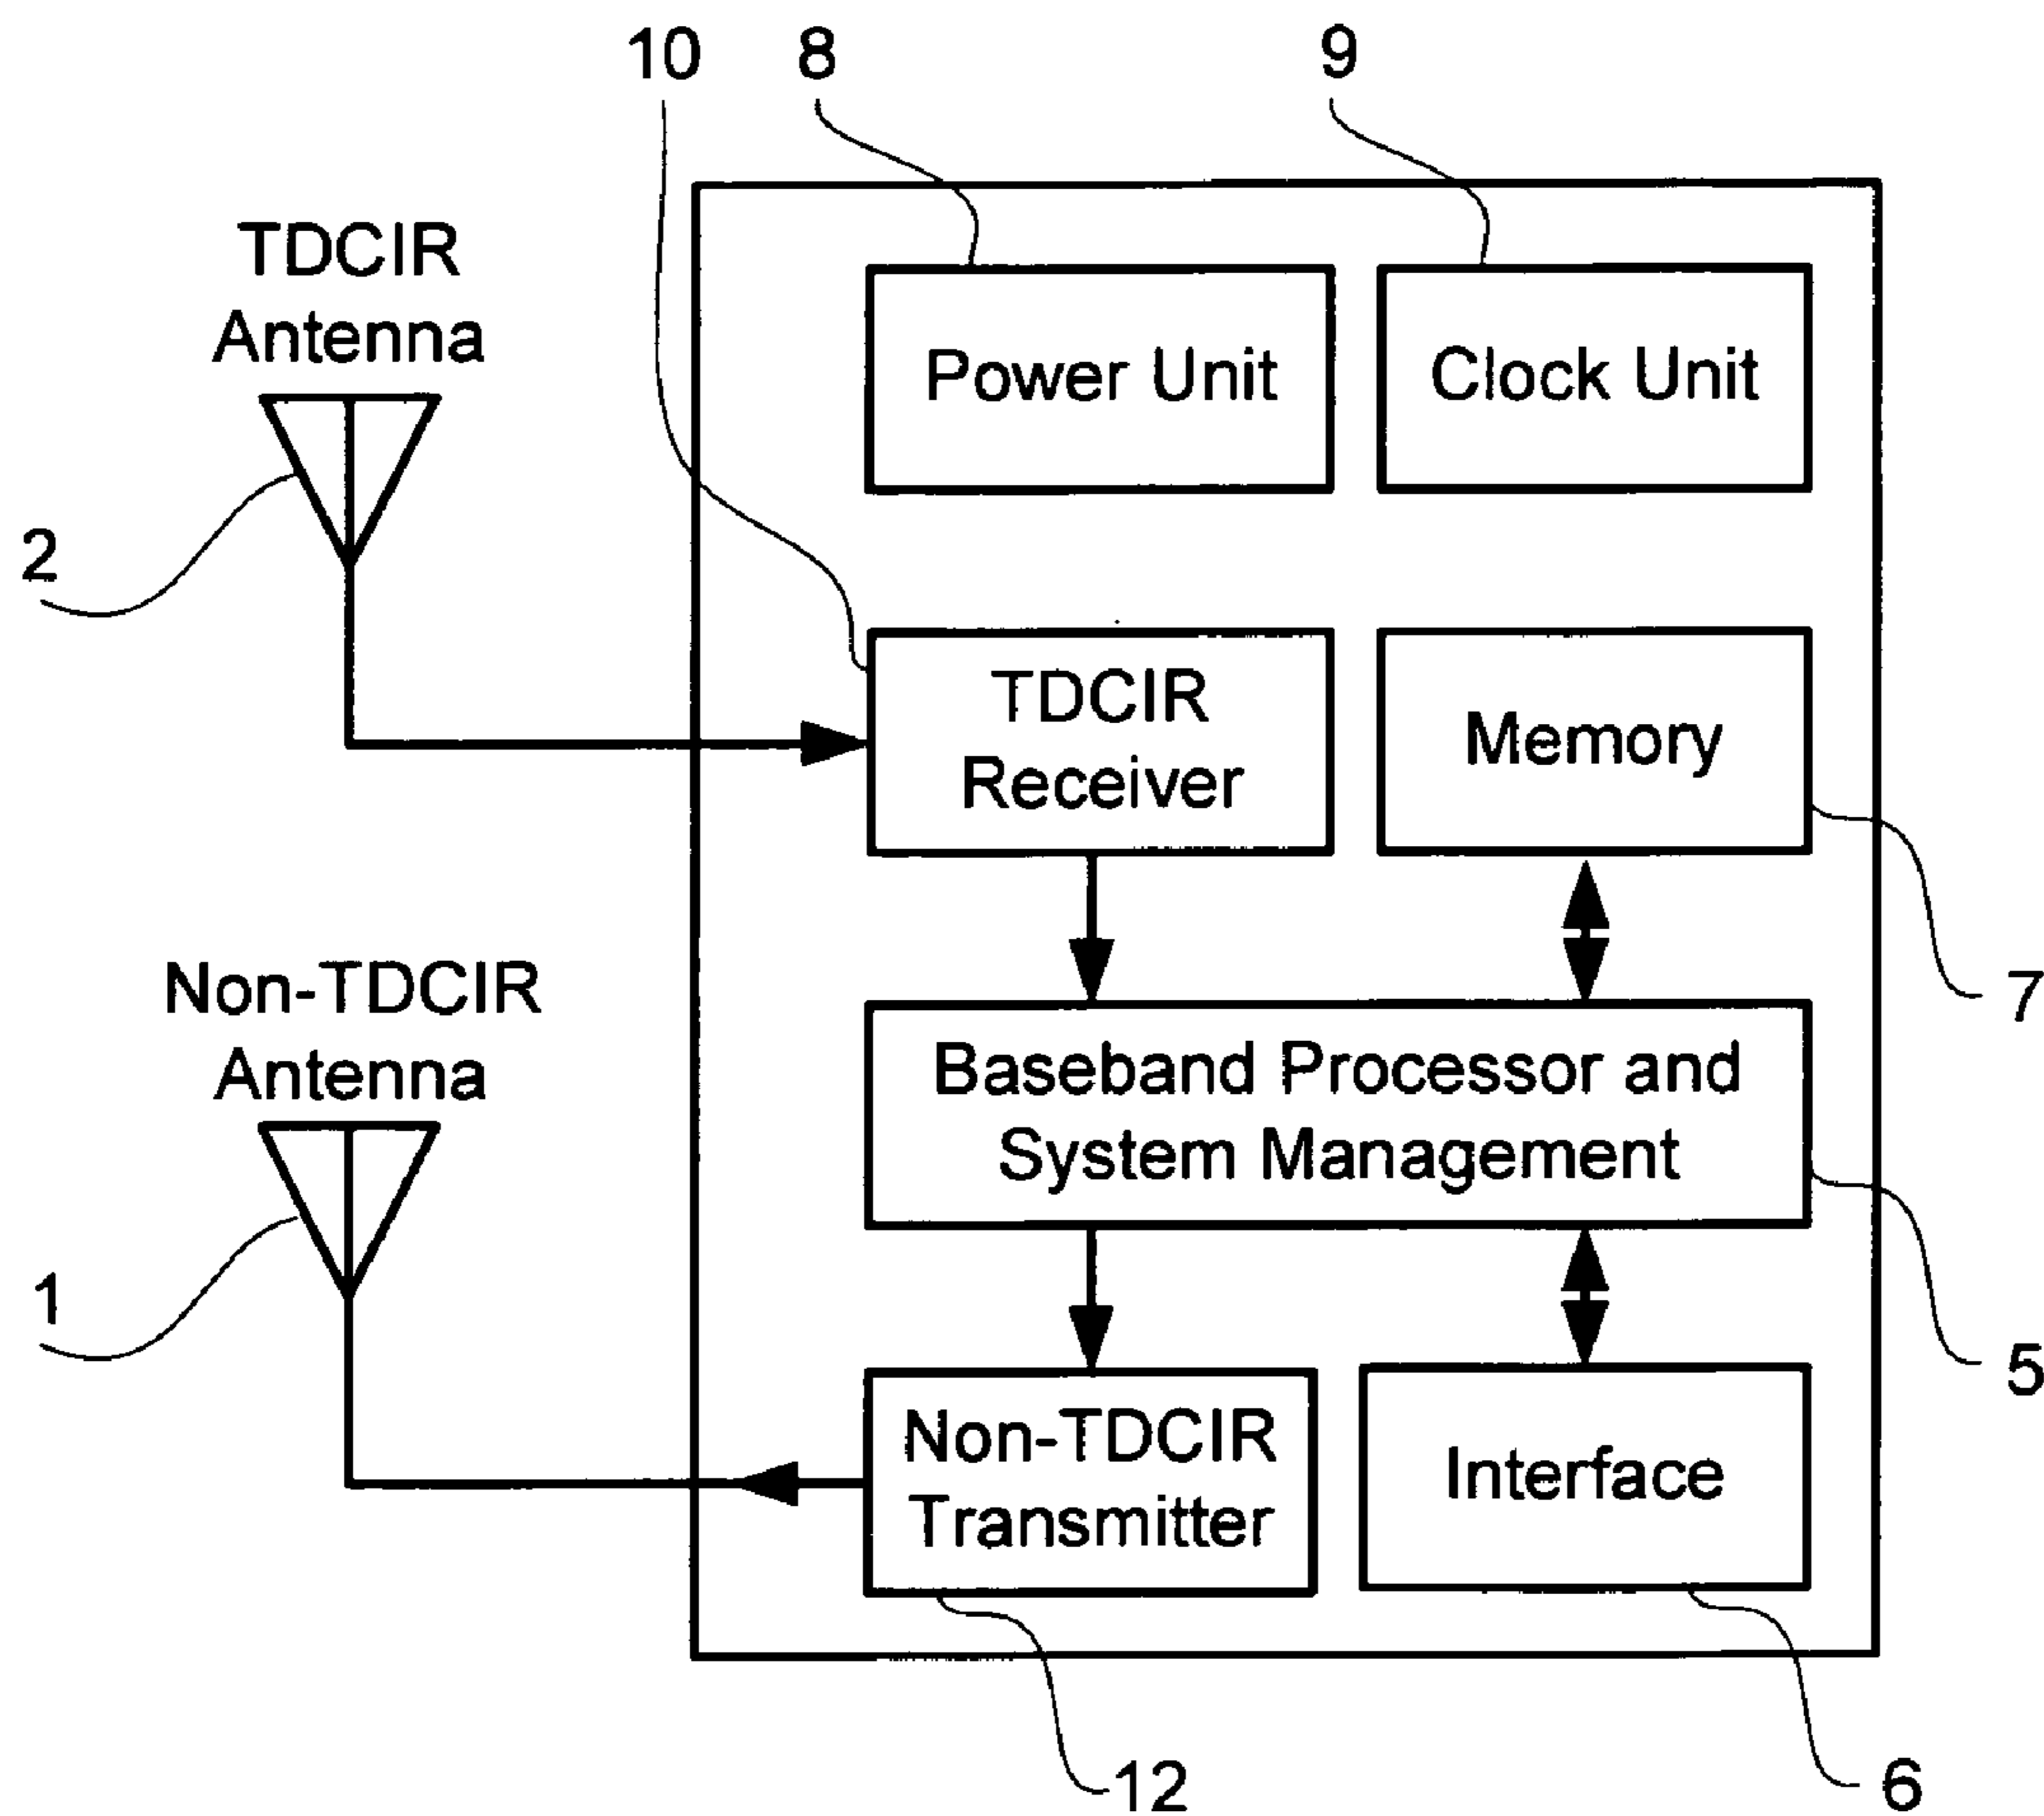 10
8
9
TDCIR
Antenna
Power Unit
Clock Unit
2
TDCIR
Receiver
Memory
Non-TDCIR
Antenna
7
Baseband Processor and
System Management
1
5
Non-TDCIR
Transmitter
Interface
12
6